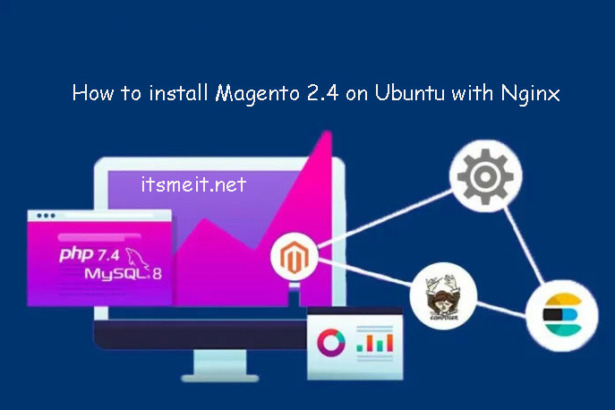 How to install Magento 2.4 on Ubuntu with Nginx
itsmeit.net
php 7.4
MySQL 8